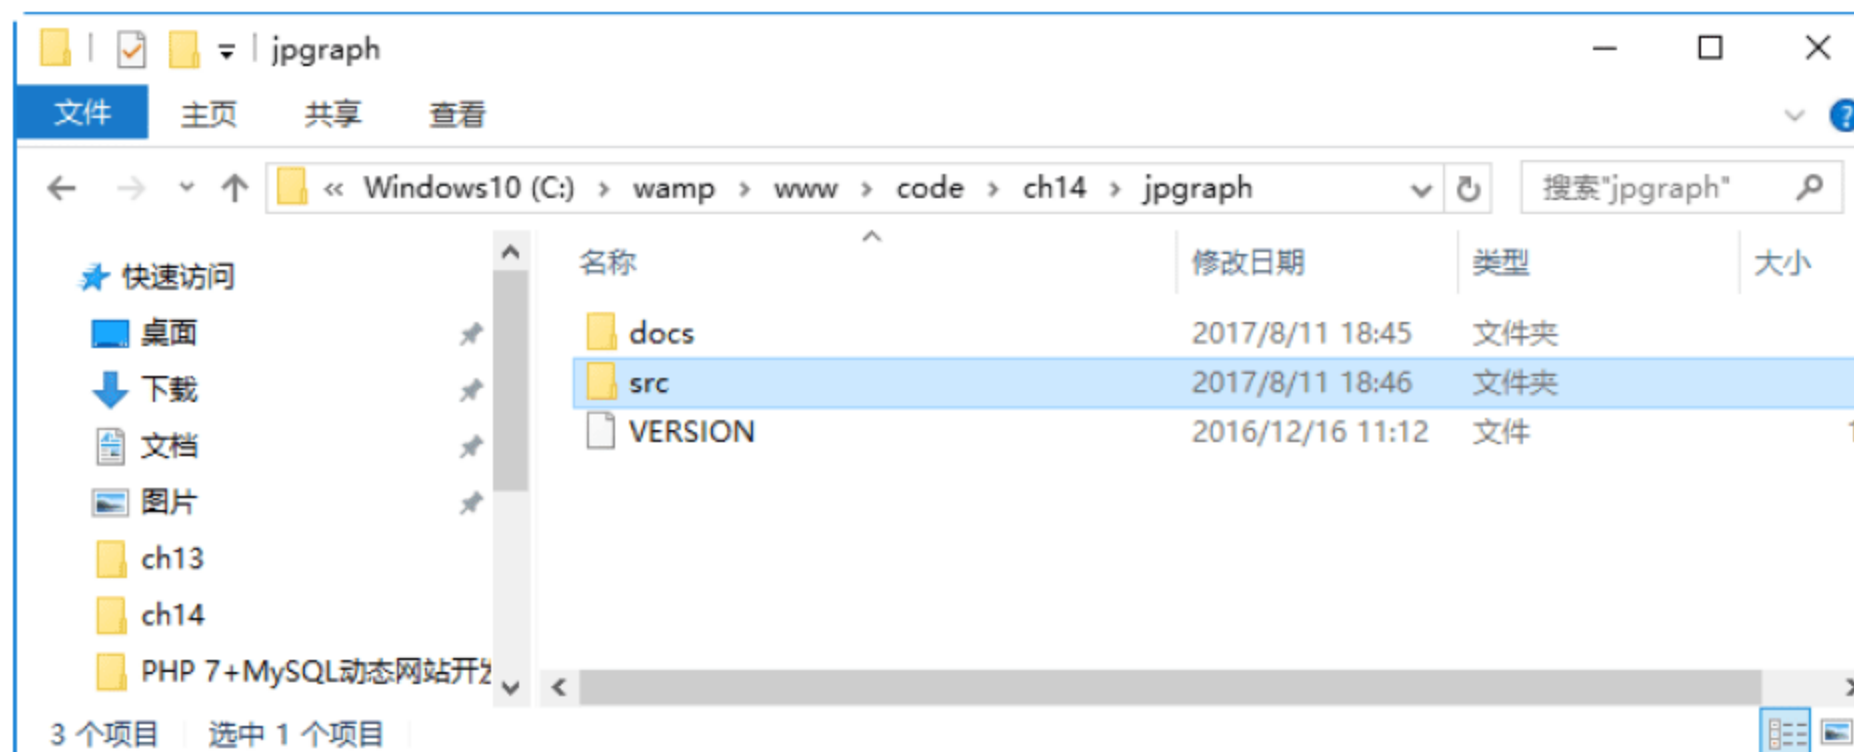 jpgraph
文件 主页 共享 查看
« Windows10 (C:) › wamp › www › code › ch14 › jpgraph 搜索"jpgraph"
快速访问
桌面
下载
文档
图片
ch13
ch14
PHP 7+MySQL动态网站开
名称 修改日期 类型 大小
docs 2017/8/11 18:45 文件夹
src 2017/8/11 18:46 文件夹
VERSION 2016/12/16 11:12 文件
3 个项目 选中 1 个项目